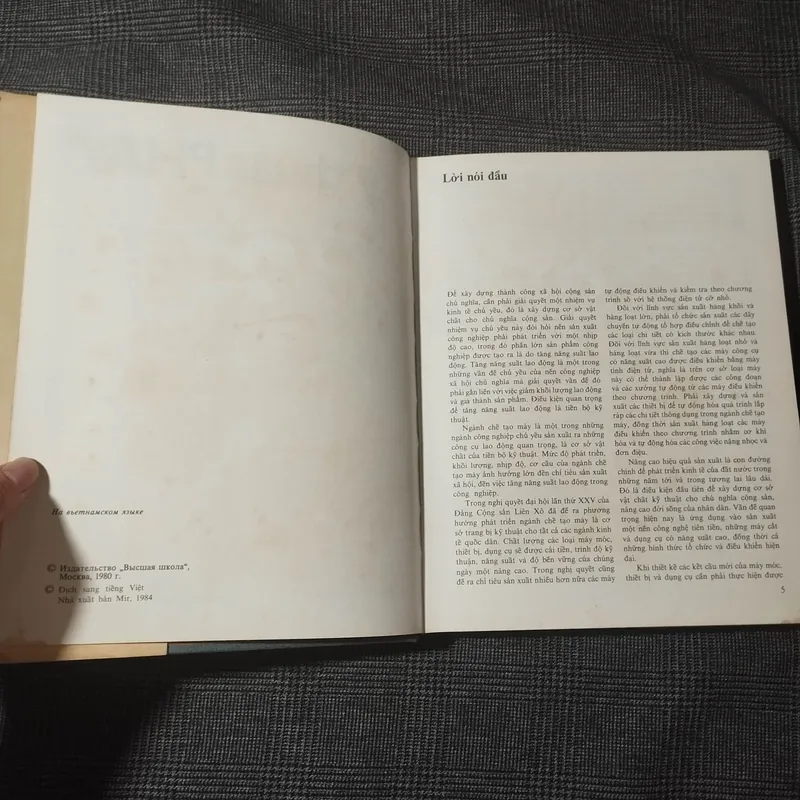 На вьетнамском языке
© Издательство „Высшая школа“,
Москва, 1980 г.
© Dịch sang tiếng Việt
Nhà xuất bản Mir, 1984
Lời nói đầu
Để xây dựng thành công xã hội cộng sản
chủ nghĩa, cần phải giải quyết một nhiệm vụ
kinh tế chủ yếu, đó là xây dựng cơ sở vật
chất cho chủ nghĩa cộng sản. Giải quyết
nhiệm vụ chủ yếu này đòi hỏi nền sản xuất
công nghiệp phải phát triển với một nhịp
độ cao, trong đó phần lớn sản phẩm công
nghiệp được tạo ra là do tăng năng suất lao
động. Tăng năng suất lao động là một trong
những vấn đề chủ yếu của nền công nghiệp
xã hội chủ nghĩa mà giải quyết vấn đề đó
phải gắn liền với việc giảm khối lượng lao động
và giá thành sản phẩm. Điều kiện quan trọng
để tăng năng suất lao động là tiến bộ kỹ
thuật.
Ngành chế tạo máy là một trong những
ngành công nghiệp chủ yếu sản xuất ra những
công cụ lao động quan trọng, là cơ sở vật
chất của tiến bộ kỹ thuật. Mức độ phát triển,
khối lượng, nhịp độ, cơ cấu của ngành chế
tạo máy ảnh hưởng lớn đến chỉ tiêu sản xuất
xã hội, đến việc tăng năng suất lao động trong
công nghiệp.
Trong nghị quyết đại hội lần thứ XXV của
Đảng Cộng sản Liên Xô đã đề ra phương
hướng phát triển ngành chế tạo máy là cơ
sở trang bị kỹ thuật cho tất cả các ngành kinh
tế quốc dân. Chất lượng các loại máy móc,
thiết bị, dụng cụ sẽ được cải tiến, trình độ kỹ
thuật, năng suất và độ bền vững của chúng
ngày một nâng cao. Trong nghị quyết cũng
đề ra chỉ tiêu sản xuất nhiều hơn nữa các máy
tự động điều khiển và kiểm tra theo chương
trình số với hệ thống điện tử cỡ nhỏ.
Đối với lĩnh vực sản xuất hàng khối và
hàng loạt lớn, phải tổ chức sản xuất các dây
chuyền tự động tổ hợp điều chỉnh để chế tạo
các loại chi tiết có kích thước khác nhau.
Đối với lĩnh vực sản xuất hàng loạt nhỏ và
hàng loạt vừa thì chế tạo các máy công cụ
có năng suất cao được điều khiển bằng máy
tính điện tử, nghĩa là trên cơ sở loại máy
này có thể thành lập được các công đoạn
và các xưởng tự động từ các máy điều khiển
theo chương trình. Phải xây dựng và sản
xuất các thiết bị để tự động hóa quá trình lắp
ráp các chi tiết thông dụng trong ngành chế tạo
máy, đồng thời sản xuất hàng loạt các máy
điều khiển theo chương trình nhằm cơ khí
hóa và tự động hóa các công việc nặng nhọc và
đơn điệu.
Nâng cao hiệu quả sản xuất là con đường
chính để phát triển kinh tế của đất nước trong
những năm tới và trong tương lai lâu dài.
Đó là điều kiện đầu tiên để xây dựng cơ sở
vật chất kỹ thuật cho chủ nghĩa cộng sản,
nâng cao đời sống của nhân dân. Vấn đề quan
trọng hiện nay là ứng dụng vào sản xuất
một nền công nghệ tiên tiến, những máy cắt
và dụng cụ có năng suất cao, đồng thời cả
những hình thức tổ chức và điều khiển hiện
đại.
Khi thiết kế các kết cấu mới của máy móc,
thiết bị và dụng cụ cần phải thực hiện được
5